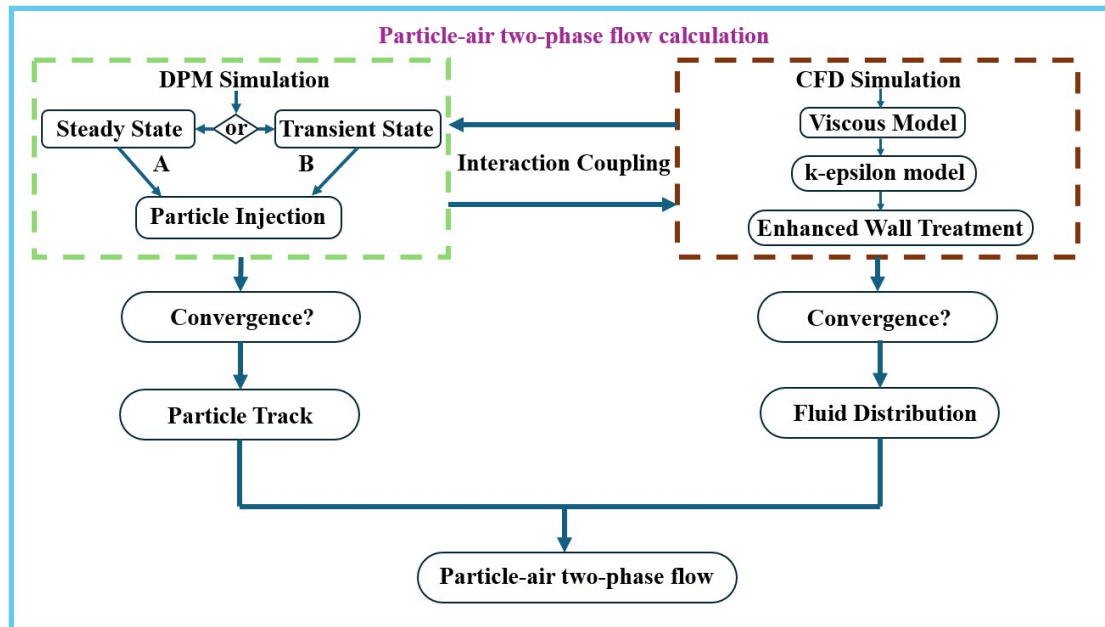 Particle-air two-phase flow calculation
DPM Simulation
Steady State
or
Transient State
A
B
Particle Injection
Interaction Coupling
CFD Simulation
Viscous Model
k-epsilon model
Enhanced Wall Treatment
Convergence?
Convergence?
Particle Track
Fluid Distribution
Particle-air two-phase flow